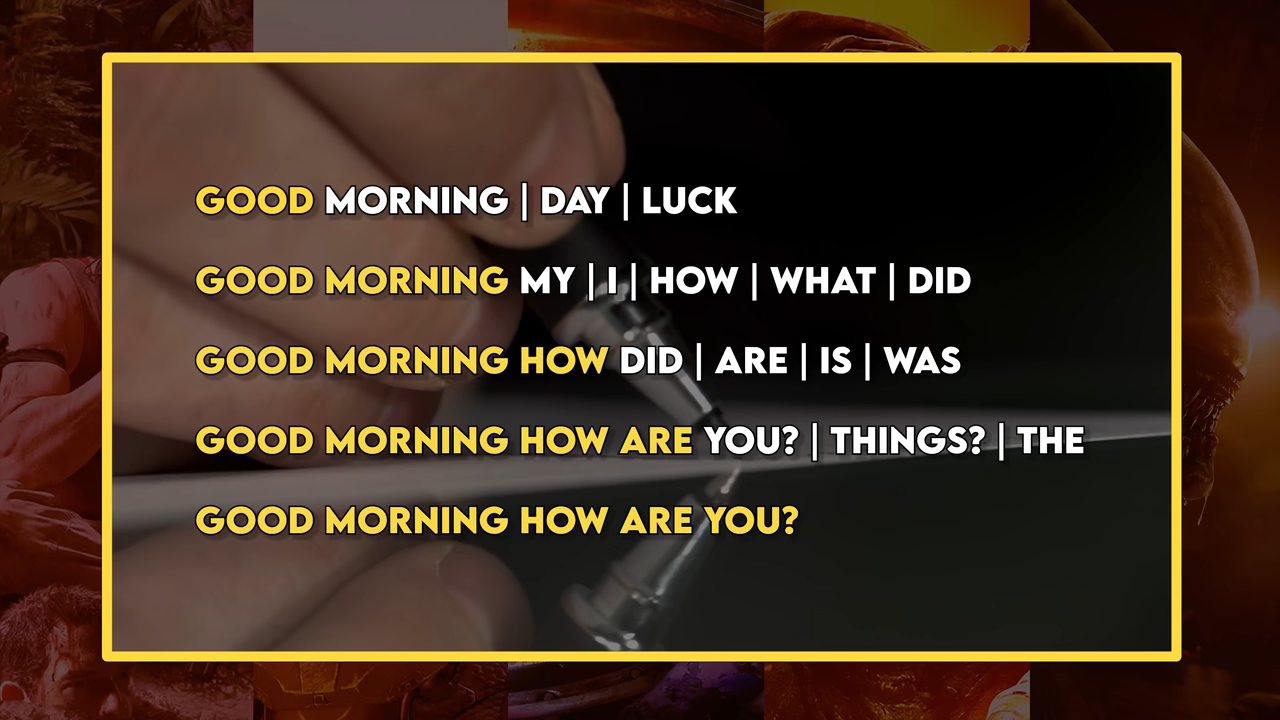 GOOD MORNING | DAY | LUCK
GOOD MORNING MY | I | HOW | WHAT | DID
GOOD MORNING HOW DID | ARE | IS | WAS
GOOD MORNING HOW ARE YOU? | THINGS? | THE
GOOD MORNING HOW ARE YOU?